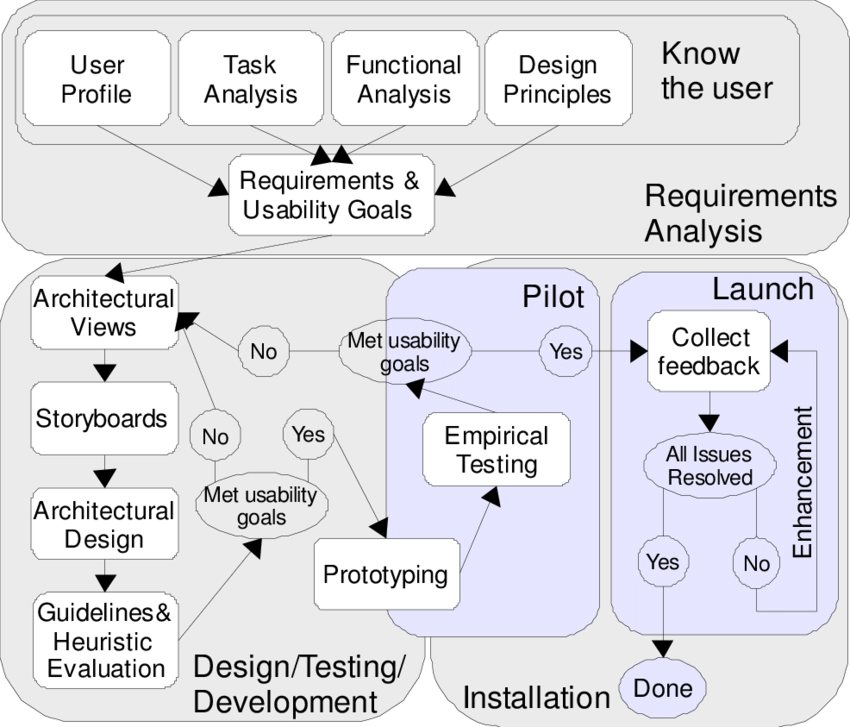 User
Profile
Task
Analysis
Functional
Analysis
Design
Principles
Know
the user
Requirements &
Usability Goals
Requirements
Analysis
Architectural
Views
Storyboards
Architectural
Design
Guidelines&
Heuristic
Evaluation
No
Yes
Met usability
goals
Design/Testing/
Development
No
Met usability
goals
Yes
Pilot
Empirical
Testing
Prototyping
Launch
Collect
feedback
All Issues
Resolved
Yes
No
Enhancement
Installation
Done